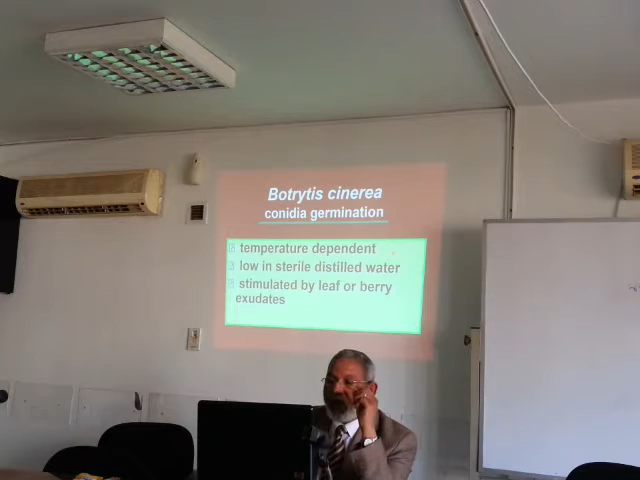 Botrytis cinerea
conidia germination
temperature dependent
low in sterile distilled water
stimulated by leaf or berry
exudates